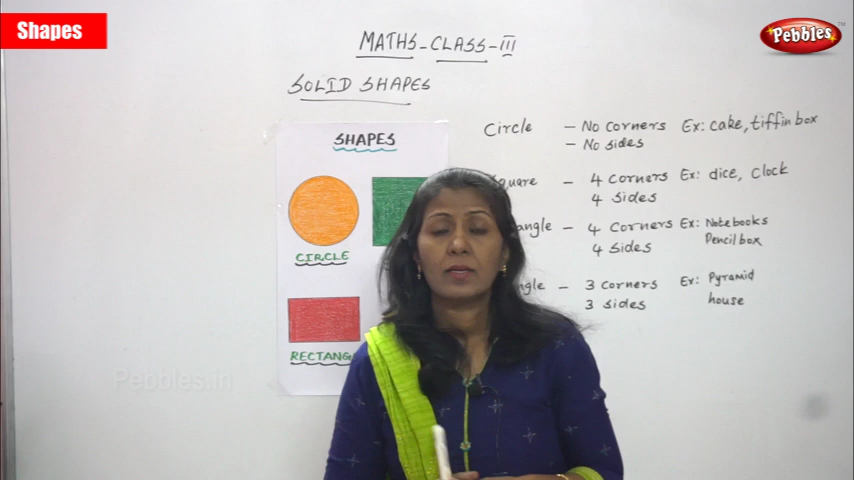 Shapes
Pebbles™
MATHS-CLASS-III
SOLID SHAPES
SHAPES
CIRCLE
RECTANG
Circle - No corners Ex: cake, tiffin box
- No sides
quare - 4 corners Ex: dice, clock
4 sides
angle - 4 corners Ex: Notebooks
4 sides Pencil box
ngle - 3 corners Ex: Pyramid
3 sides house
Pebbles.in